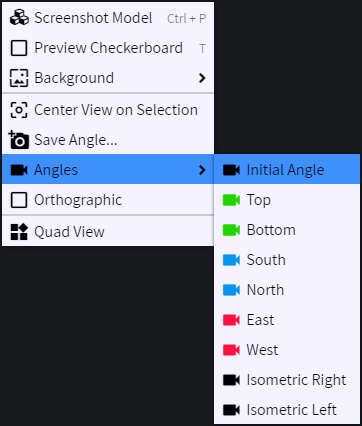 Screenshot Model Ctrl + P
Preview Checkerboard T
Background
Center View on Selection
Save Angle...
Angles
Orthographic
Quad View
Initial Angle
Top
Bottom
South
North
East
West
Isometric Right
Isometric Left